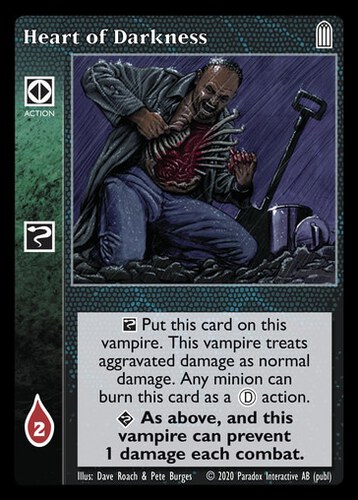 Heart of Darkness
ACTION
Put this card on this
vampire. This vampire treats
aggravated damage as normal
damage. Any minion can
burn this card as a Ⓓ action.
As above, and this
vampire can prevent
1 damage each combat.
2
Illus: Dave Roach & Pete Burges ™ © 2020 Paradox Interactive AB (publ)